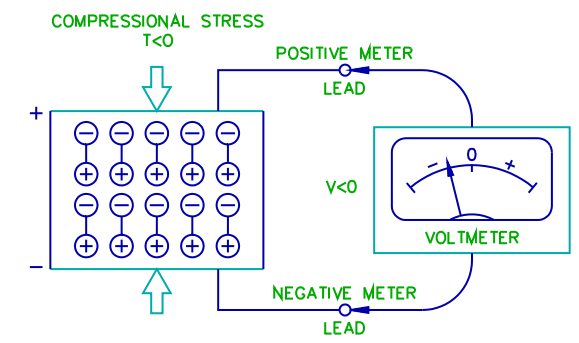 COMPRESSIONAL STRESS
T<0
POSITIVE METER
LEAD
+
− 0 +
V<0
VOLTMETER
−
NEGATIVE METER
LEAD